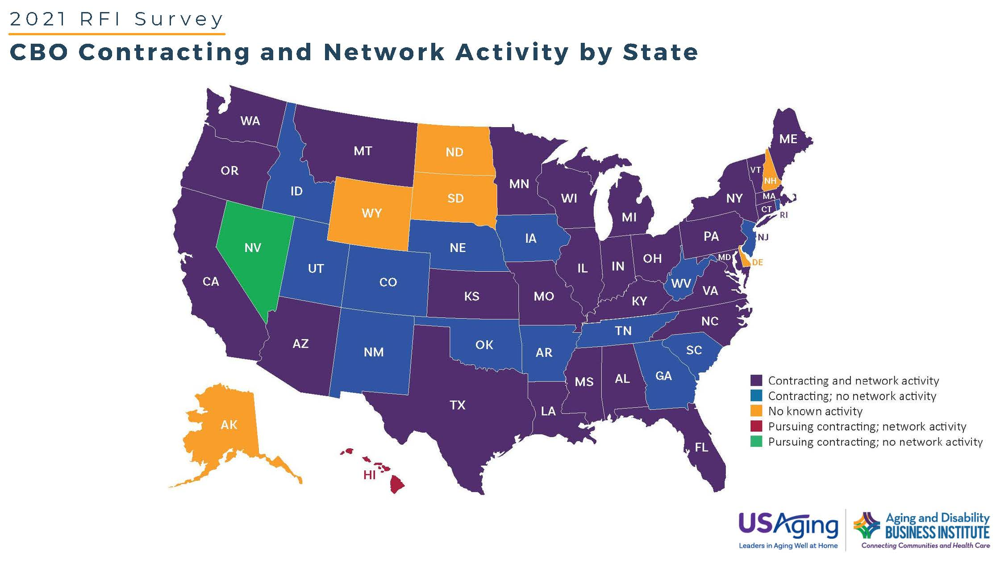 2021 RFI Survey
CBO Contracting and Network Activity by State
WA
MT
ND
ME
OR
ID
MN
VT
NH
WY
SD
WI
NY
MA
MI
CT
RI
NV
NE
IA
PA
NJ
UT
CO
IL
IN
OH
MD
DE
CA
KS
MO
WV
VA
KY
AZ
NM
OK
AR
TN
NC
SC
TX
LA
MS
AL
GA
FL
AK
HI
Contracting and network activity
Contracting; no network activity
No known activity
Pursuing contracting; network activity
Pursuing contracting; no network activity
USAging
Leaders in Aging Well at Home
Aging and Disability
BUSINESS INSTITUTE
Connecting Communities and Health Care